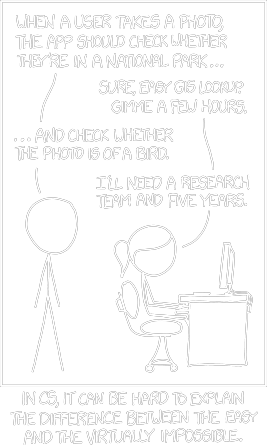 WHEN A USER TAKES A PHOTO,
THE APP SHOULD CHECK WHETHER
THEY'RE IN A NATIONAL PARK...
SURE, EASY GIS LOOKUP.
GIMME A FEW HOURS.
...AND CHECK WHETHER
THE PHOTO IS OF A BIRD.
I'LL NEED A RESEARCH
TEAM AND FIVE YEARS.
IN CS, IT CAN BE HARD TO EXPLAIN
THE DIFFERENCE BETWEEN THE EASY
AND THE VIRTUALLY IMPOSSIBLE.